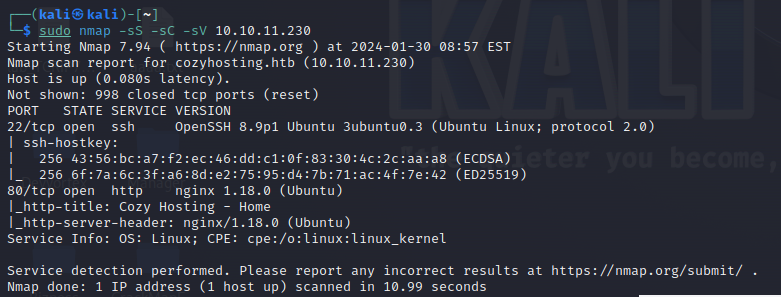 ┌──(kali㉿kali)-[~]
└─$ sudo nmap -sS -sC -sV 10.10.11.230
Starting Nmap 7.94 ( https://nmap.org ) at 2024-01-30 08:57 EST
Nmap scan report for cozyhosting.htb (10.10.11.230)
Host is up (0.080s latency).
Not shown: 998 closed tcp ports (reset)
PORT   STATE SERVICE VERSION
22/tcp open  ssh     OpenSSH 8.9p1 Ubuntu 3ubuntu0.3 (Ubuntu Linux; protocol 2.0)
| ssh-hostkey:
|   256 43:56:bc:a7:f2:ec:46:dd:c1:0f:83:30:4c:2c:aa:a8 (ECDSA)
|_  256 6f:7a:6c:3f:a6:8d:e2:75:95:d4:7b:71:ac:4f:7e:42 (ED25519)
80/tcp open  http    nginx 1.18.0 (Ubuntu)
|_http-title: Cozy Hosting - Home
|_http-server-header: nginx/1.18.0 (Ubuntu)
Service Info: OS: Linux; CPE: cpe:/o:linux:linux_kernel

Service detection performed. Please report any incorrect results at https://nmap.org/submit/ .
Nmap done: 1 IP address (1 host up) scanned in 10.99 seconds
KALI
you become,